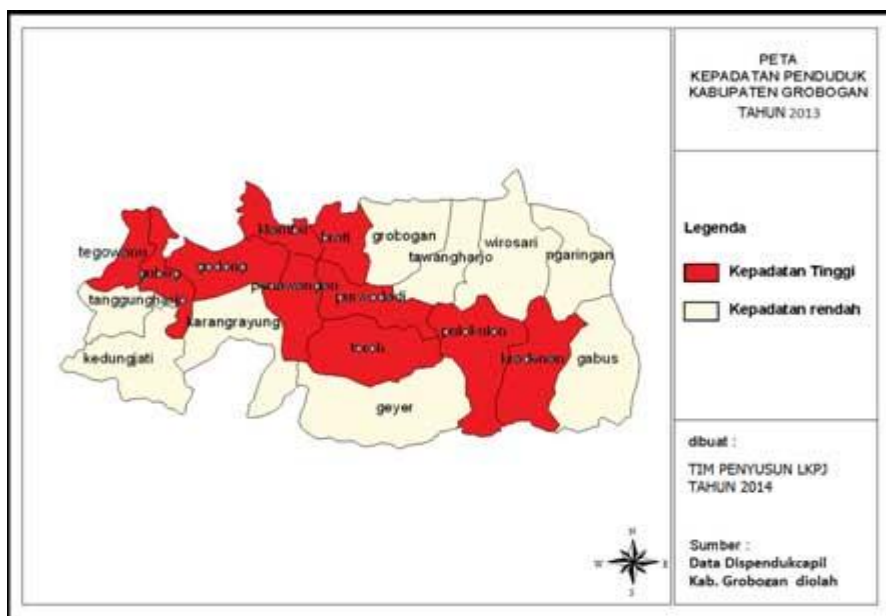 PETA
KEPADATAN PENDUDUK
KABUPATEN GROBOGAN
TAHUN 2013
Legenda
Kepadatan Tinggi
Kepadatan rendah
dibuat :
TIM PENYUSUN LKPJ
TAHUN 2014
Sumber :
Data Dispendukcapil
Kab. Grobogan diolah
klambu
brati
grobogan
wirosari
tegowanu
gubug
godong
tawangharjo
ngaringan
tanggungharjo
penawangan
purwodadi
karangrayung
pulokulon
kedungjati
toroh
kradenan
gabus
geyer
N
W
E
S